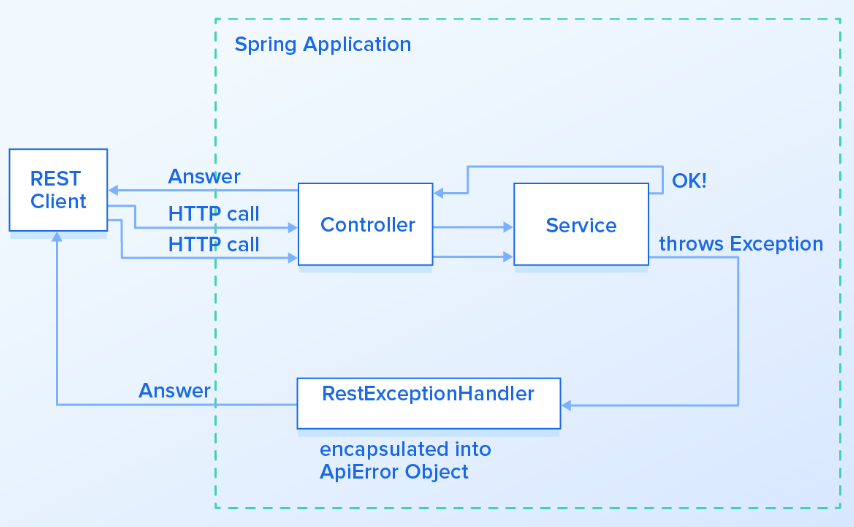 Spring Application
REST
Client
Answer
HTTP call
HTTP call
Controller
Service
OK!
throws Exception
Answer
RestExceptionHandler
encapsulated into
ApiError Object